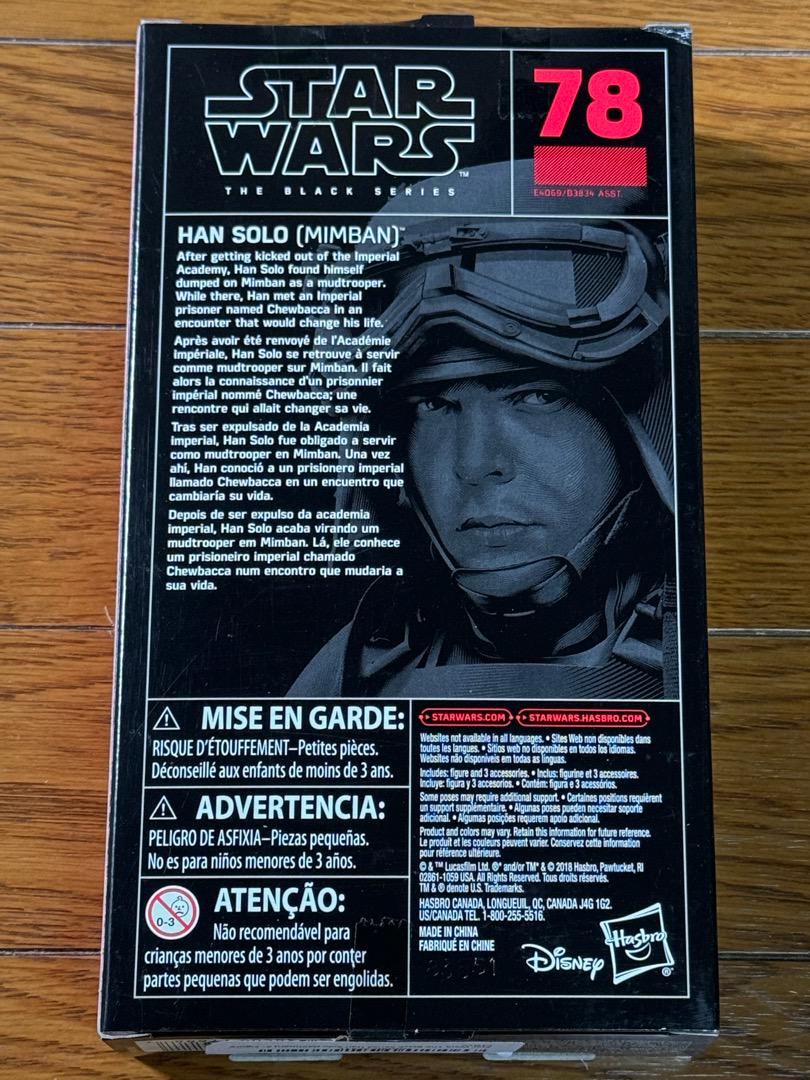 STAR
WARS™
THE BLACK SERIES
78
E4069/B3834 ASST.
HAN SOLO (MIMBAN)™
After getting kicked out of the Imperial
Academy, Han Solo found himself
dumped on Mimban as a mudtrooper.
While there, Han met an Imperial
prisoner named Chewbacca in an
encounter that would change his life.
Après avoir été renvoyé de l'Académie
impériale, Han Solo se retrouve à servir
comme mudtrooper sur Mimban. Il fait
alors la connaissance d'un prisonnier
impérial nommé Chewbacca; une
rencontre qui allait changer sa vie.
Tras ser expulsado de la Academia
imperial, Han Solo fue obligado a servir
como mudtrooper en Mimban. Una vez
ahí, Han conoció a un prisionero imperial
llamado Chewbacca en un encuentro que
cambiaría su vida.
Depois de ser expulso da academia
imperial, Han Solo acaba virando um
mudtrooper em Mimban. Lá, ele conhece
um prisioneiro imperial chamado
Chewbacca num encontro que mudaria a
sua vida.
MISE EN GARDE:
RISQUE D'ÉTOUFFEMENT–Petites pièces.
Déconseillé aux enfants de moins de 3 ans.
ADVERTENCIA:
PELIGRO DE ASFIXIA–Piezas pequeñas.
No es para niños menores de 3 años.
0-3
ATENÇÃO:
Não recomendável para
crianças menores de 3 anos por conter
partes pequenas que podem ser engolidas.
STARWARS.COM • STARWARS.HASBRO.COM
Websites not available in all languages. • Sites Web non disponibles dans
toutes les langues. • Sitios web no disponibles en todos los idiomas.
Websites não disponíveis em todas as línguas.
Includes: figure and 3 accessories. • Inclus: figurine et 3 accessoires.
Incluye: figura y 3 accesorios. • Contém: figura e 3 acessórios.
Some poses may require additional support. • Certaines positions requièrent
un support supplémentaire. • Algunas poses pueden necesitar soporte
adicional. • Algumas posições requerem apoio adicional.
Product and colors may vary. Retain this information for future reference.
Le produit et les couleurs peuvent varier. Conservez cette information
pour référence ultérieure.
© & ™ Lucasfilm Ltd. ®* and/or TM* & © 2018 Hasbro, Pawtucket, RI
02861-1059 USA. All Rights Reserved. Tous droits réservés.
TM & ® denote U.S. Trademarks.
HASBRO CANADA, LONGUEUIL, QC, CANADA J4G 1G2.
US/CANADA TEL. 1-800-255-5516.
MADE IN CHINA
FABRIQUÉ EN CHINE
Disney
Hasbro®